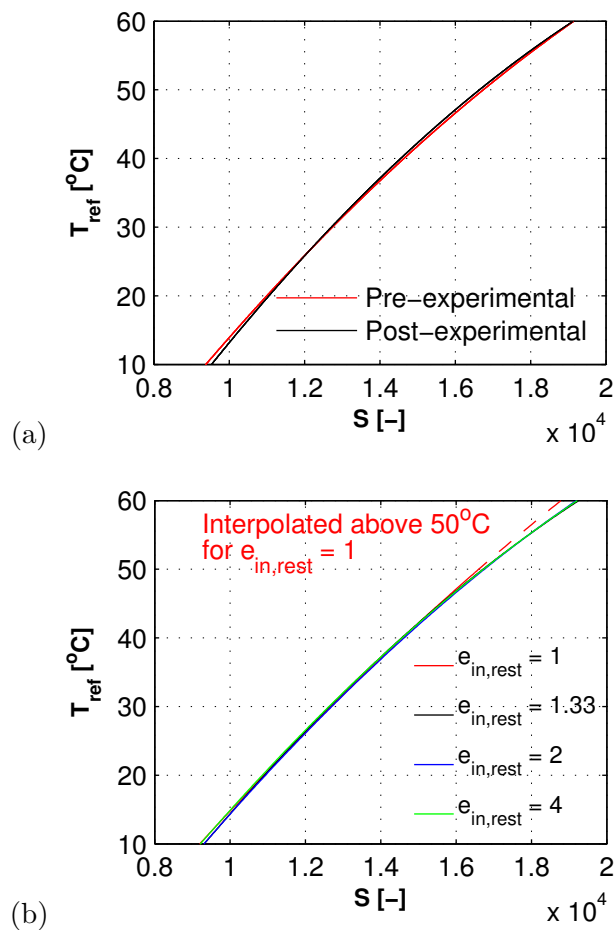 60
50
40
30
20
10
T_ref [°C]
Pre−experimental
Post−experimental
0.8 1 1.2 1.4 1.6 1.8 2
S [−]
x 10^4
(a)
60
50
40
30
20
10
T_ref [°C]
Interpolated above 50°C
for e_in,rest = 1
e_in,rest = 1
e_in,rest = 1.33
e_in,rest = 2
e_in,rest = 4
0.8 1 1.2 1.4 1.6 1.8 2
S [−]
x 10^4
(b)